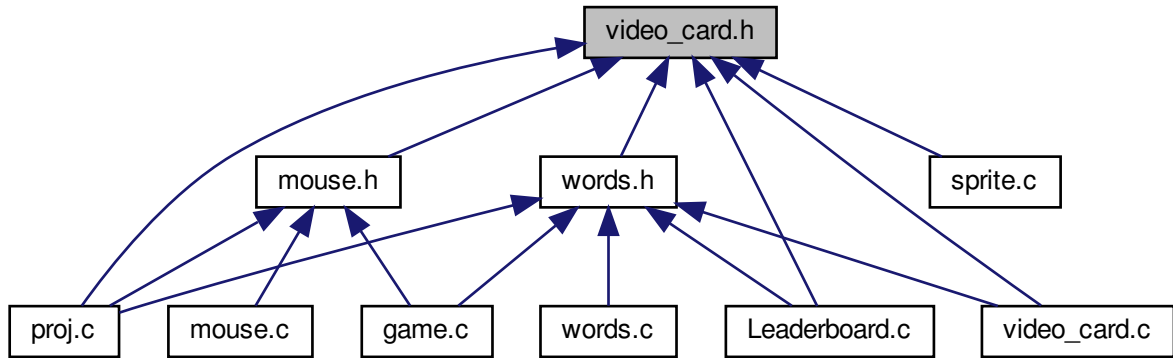 video_card.h
mouse.h
words.h
sprite.c
proj.c
mouse.c
game.c
words.c
Leaderboard.c
video_card.c